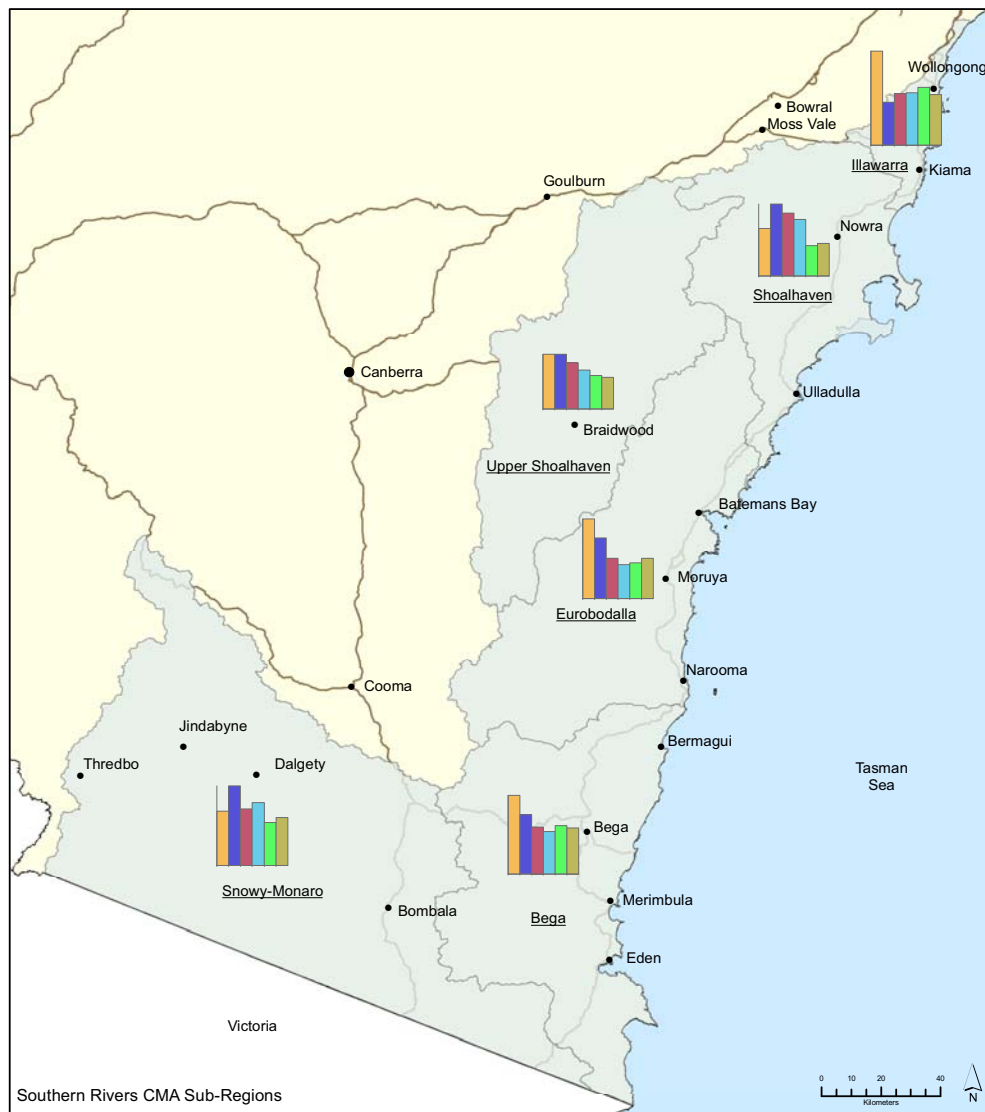 Wollongong
Bowral
Moss Vale
Illawarra
Kiama
Goulburn
Nowra
Shoalhaven
Canberra
Ulladulla
Braidwood
Upper Shoalhaven
Batemans Bay
Moruya
Eurobodalla
Narooma
Cooma
Jindabyne
Bermagui
Thredbo
Dalgety
Tasman
Sea
Bega
Snowy-Monaro
Merimbula
Bombala
Bega
Eden
Victoria
Southern Rivers CMA Sub-Regions
0 10 20 40
Kilometers
N